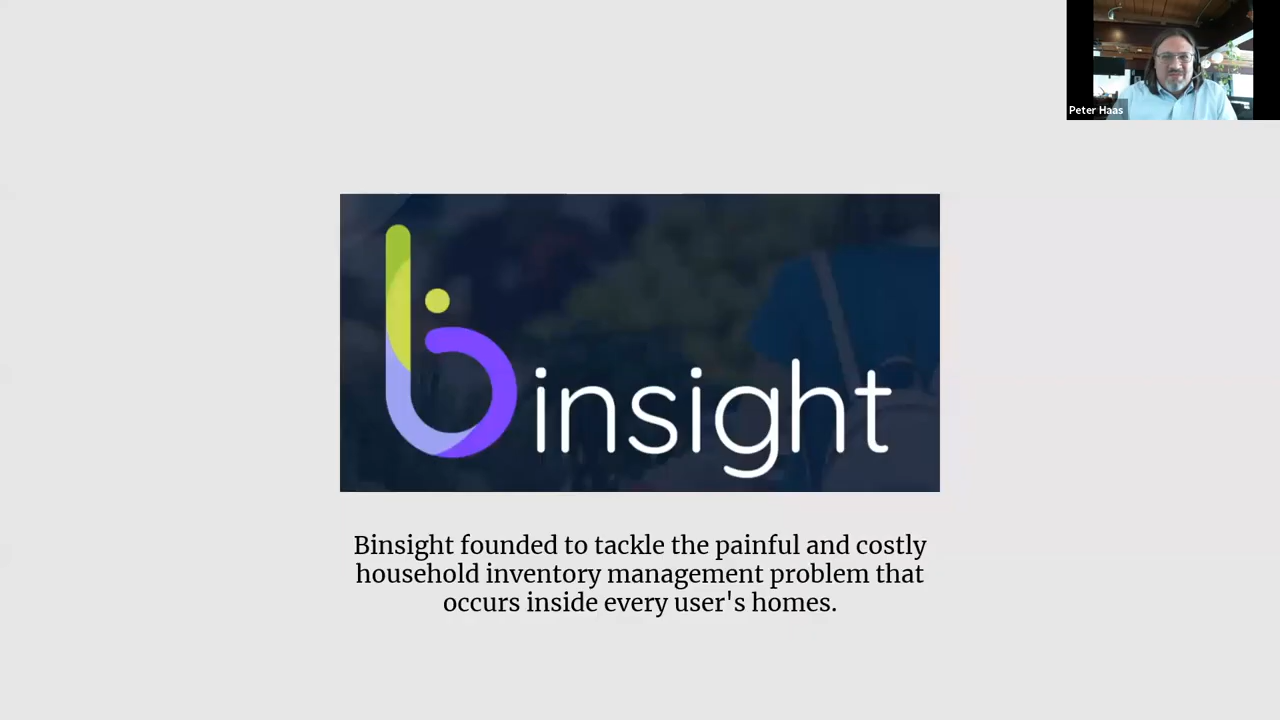 Peter Haas
binsight
Binsight founded to tackle the painful and costly
household inventory management problem that
occurs inside every user's homes.